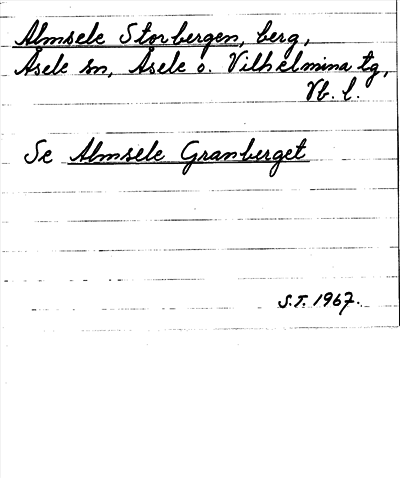 Almsele Storbergen, berg,
Åsele sn, Åsele o. Vilhelmina tg,
Vb. l.
Se Almsele Granberget
S.T. 1967.